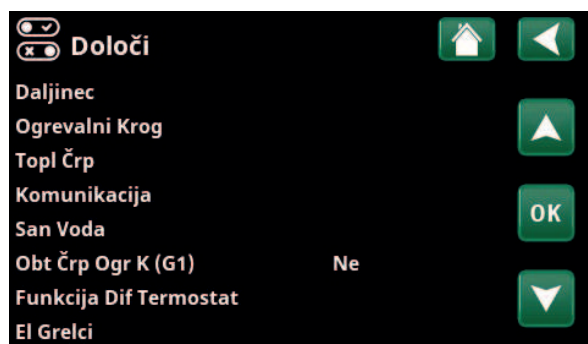 Določi
Daljinec
Ogrevalni Krog
Topl Črp
Komunikacija
San Voda
OK
Obt Črp Ogr K (G1) Ne
Funkcija Dif Termostat
El Grelci